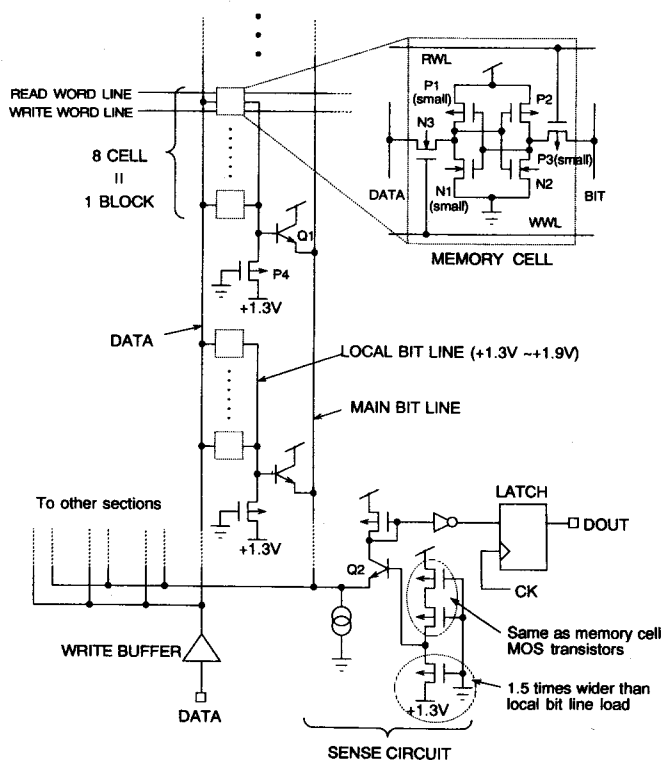 READ WORD LINE
WRITE WORD LINE
8 CELL
=
1 BLOCK
Q1
P4
+1.3V
RWL
P1
(small)
P2
N3
P3(small)
DATA
N1
(small)
N2
BIT
WWL
MEMORY CELL
DATA
LOCAL BIT LINE (+1.3V ~+1.9V)
MAIN BIT LINE
+1.3V
To other sections
WRITE BUFFER
DATA
LATCH
DOUT
Q2
CK
Same as memory cell
MOS transistors
1.5 times wider than
local bit line load
+1.3V
SENSE CIRCUIT